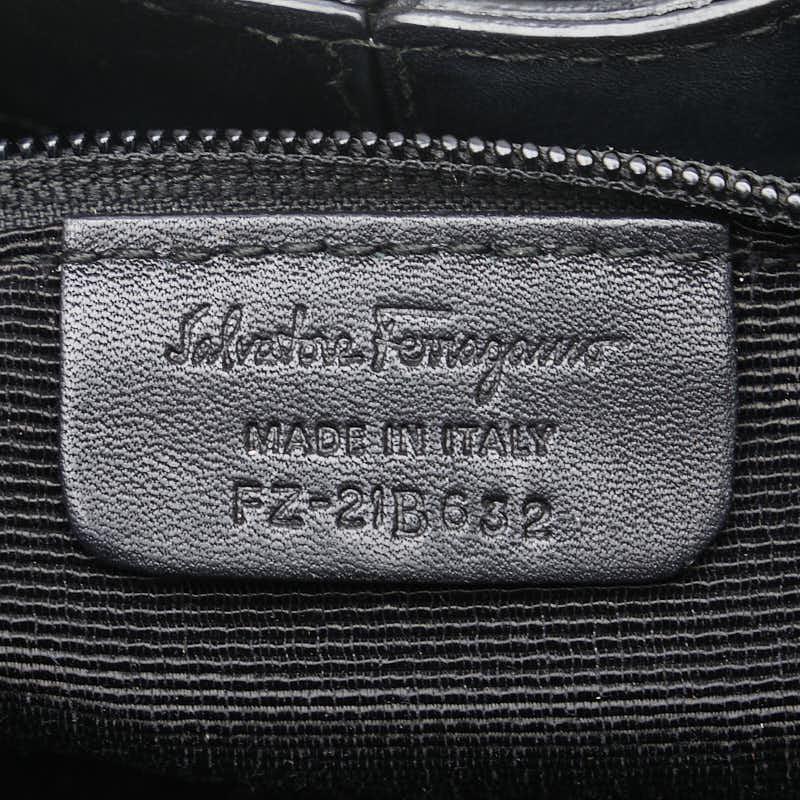 Salvatore Ferragamo
MADE IN ITALY
FZ-21B632